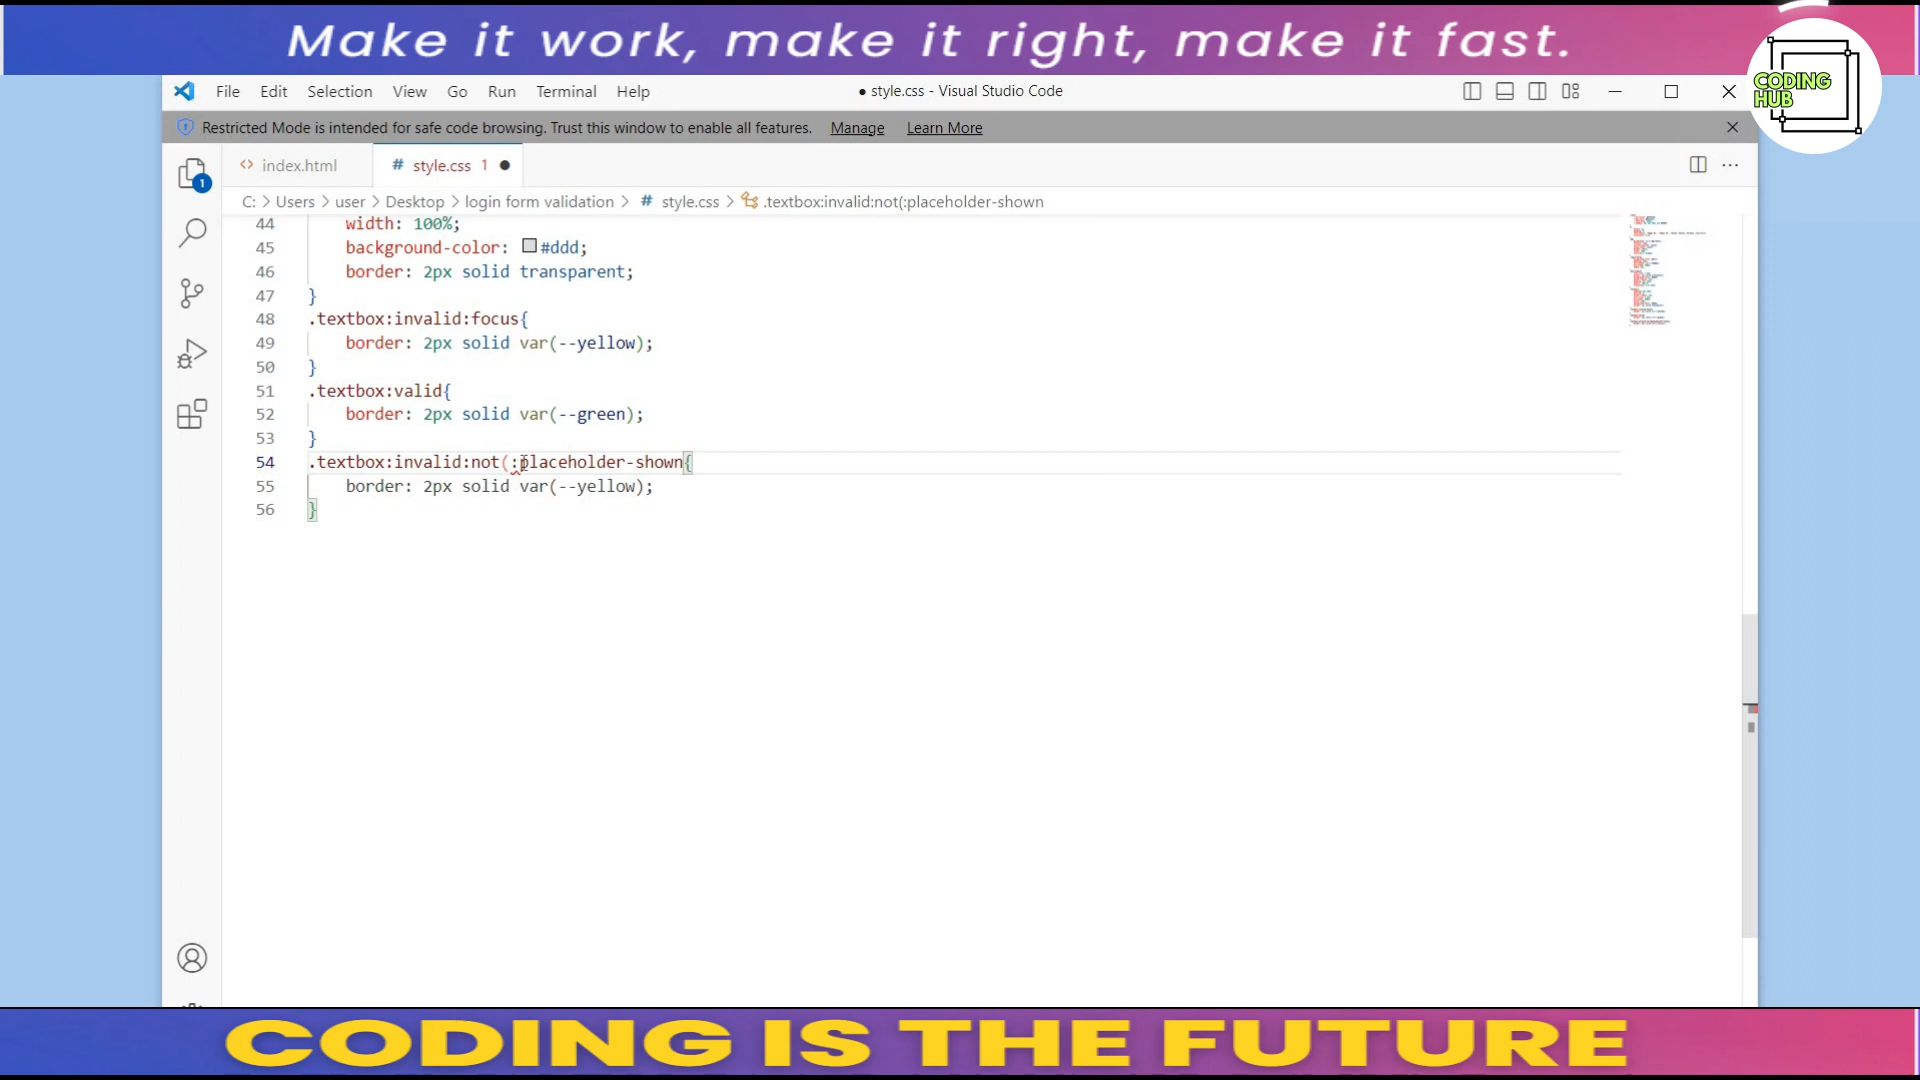 Make it work, make it right, make it fast.
CODING
HUB
File Edit Selection View Go Run Terminal Help ● style.css - Visual Studio Code
Restricted Mode is intended for safe code browsing. Trust this window to enable all features. Manage Learn More
<> index.html # style.css 1 ●
1
C: > Users > user > Desktop > login form validation > # style.css > .textbox:invalid:not(:placeholder-shown
44 width: 100%;
45 background-color: #ddd;
46 border: 2px solid transparent;
47 }
48 .textbox:invalid:focus{
49 border: 2px solid var(--yellow);
50 }
51 .textbox:valid{
52 border: 2px solid var(--green);
53 }
54 .textbox:invalid:not(:placeholder-shown{
55 border: 2px solid var(--yellow);
56 }
CODING IS THE FUTURE